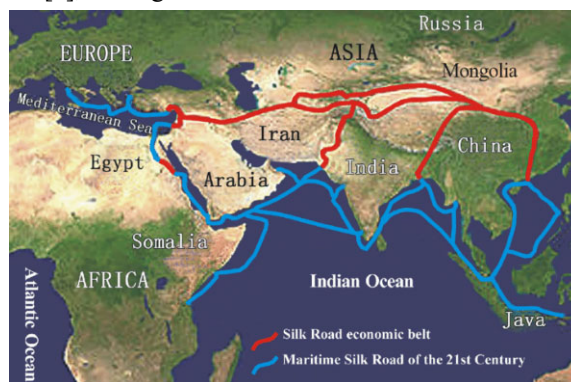 Russia
EUROPE
ASIA
Mongolia
Mediterranean Sea
Iran
China
Egypt
India
Arabia
Somalia
AFRICA
Atlantic Ocean
Indian Ocean
Java
Silk Road economic belt
Maritime Silk Road of the 21st Century